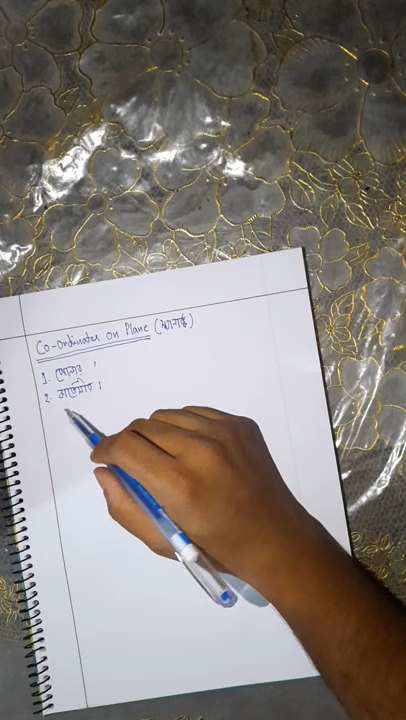 Co-ordinates on Plane (স্থানাঙ্ক)
1. পোলার ।
2. কার্তেসীয় ।